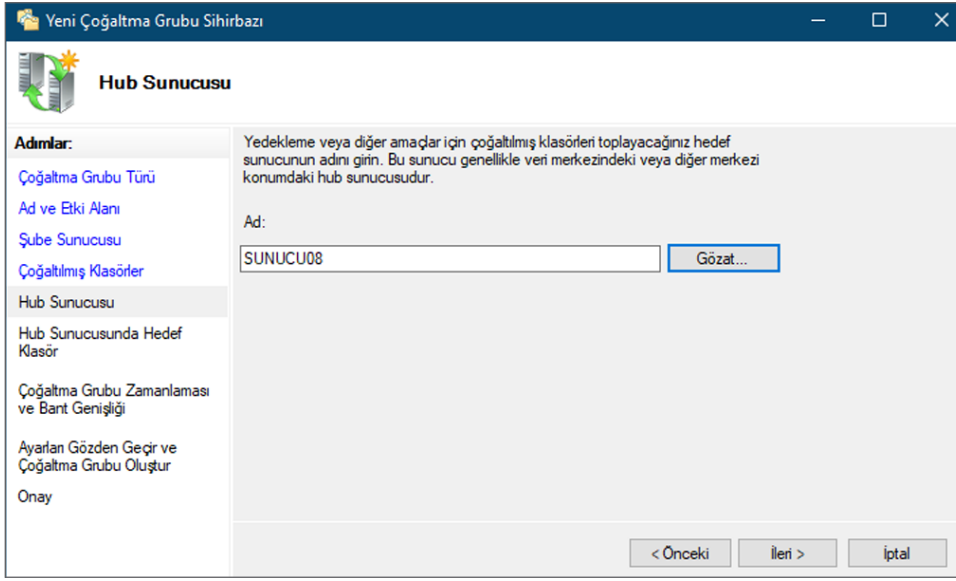 Yeni Çoğaltma Grubu Sihirbazı
Hub Sunucusu
Adımlar:
Çoğaltma Grubu Türü
Ad ve Etki Alanı
Şube Sunucusu
Çoğaltılmış Klasörler
Hub Sunucusu
Hub Sunucusunda Hedef
Klasör
Çoğaltma Grubu Zamanlaması
ve Bant Genişliği
Ayarları Gözden Geçir ve
Çoğaltma Grubu Oluştur
Onay
Yedekleme veya diğer amaçlar için çoğaltılmış klasörleri toplayacağınız hedef
sunucunun adını girin. Bu sunucu genellikle veri merkezindeki veya diğer merkezi
konumdaki hub sunucusudur.
Ad:
SUNUCU08
Gözat...
< Önceki
İleri >
İptal